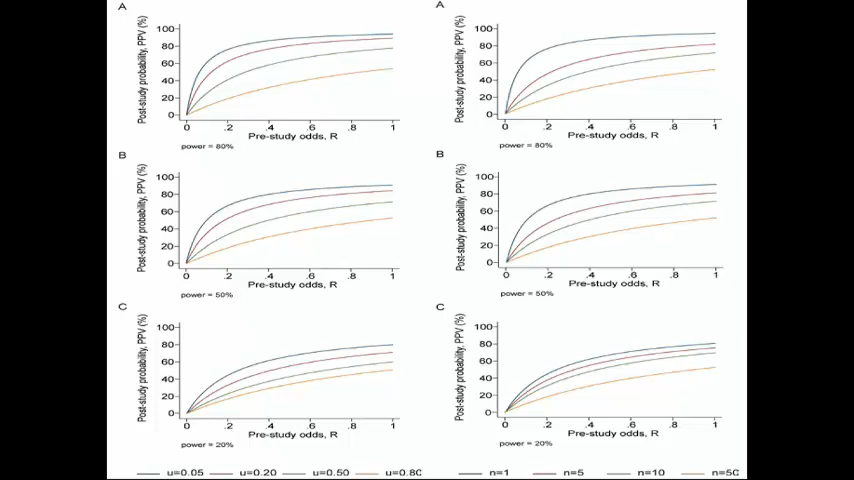 A
Post-study probability, PPV (%)
100
80
60
40
20
0
0 .2 .4 .6 .8 1
Pre-study odds, R
power = 80%
B
Post-study probability, PPV (%)
100
80
60
40
20
0
0 .2 .4 .6 .8 1
Pre-study odds, R
power = 50%
C
Post-study probability, PPV (%)
100
80
60
40
20
0
0 .2 .4 .6 .8 1
Pre-study odds, R
power = 20%
u=0.05 u=0.20 u=0.50 u=0.80
A
Post-study probability, PPV (%)
100
80
60
40
20
0
0 .2 .4 .6 .8 1
Pre-study odds, R
power = 80%
B
Post-study probability, PPV (%)
100
80
60
40
20
0
0 .2 .4 .6 .8 1
Pre-study odds, R
power = 50%
C
Post-study probability, PPV (%)
100
80
60
40
20
0
0 .2 .4 .6 .8 1
Pre-study odds, R
power = 20%
n=1 n=5 n=10 n=50